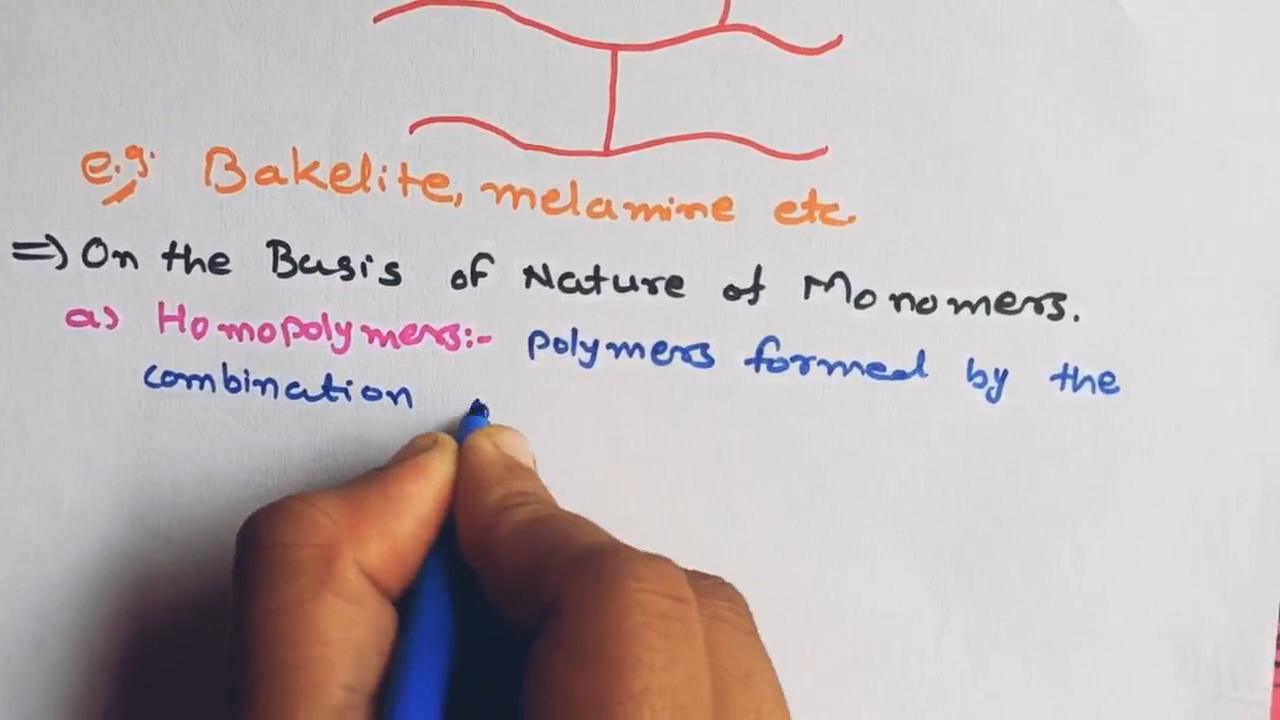 e.g. Bakelite, melamine etc.
=> On the Basis of Nature of Monomers.
a) Homopolymers:- polymers formed by the
combination